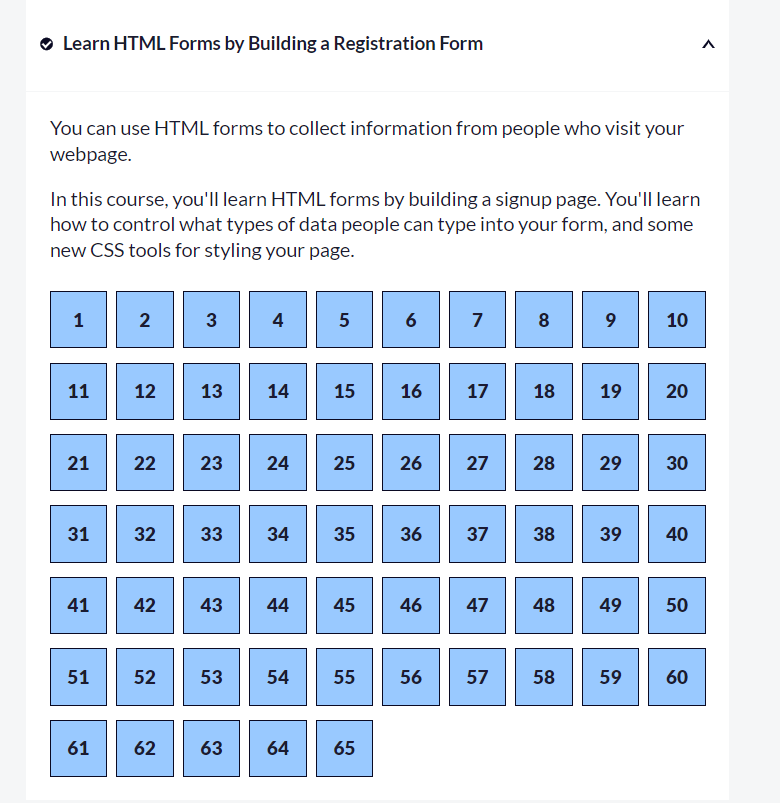 Learn HTML Forms by Building a Registration Form
You can use HTML forms to collect information from people who visit your
webpage.
In this course, you'll learn HTML forms by building a signup page. You'll learn
how to control what types of data people can type into your form, and some
new CSS tools for styling your page.
1 2 3 4 5 6 7 8 9 10
11 12 13 14 15 16 17 18 19 20
21 22 23 24 25 26 27 28 29 30
31 32 33 34 35 36 37 38 39 40
41 42 43 44 45 46 47 48 49 50
51 52 53 54 55 56 57 58 59 60
61 62 63 64 65